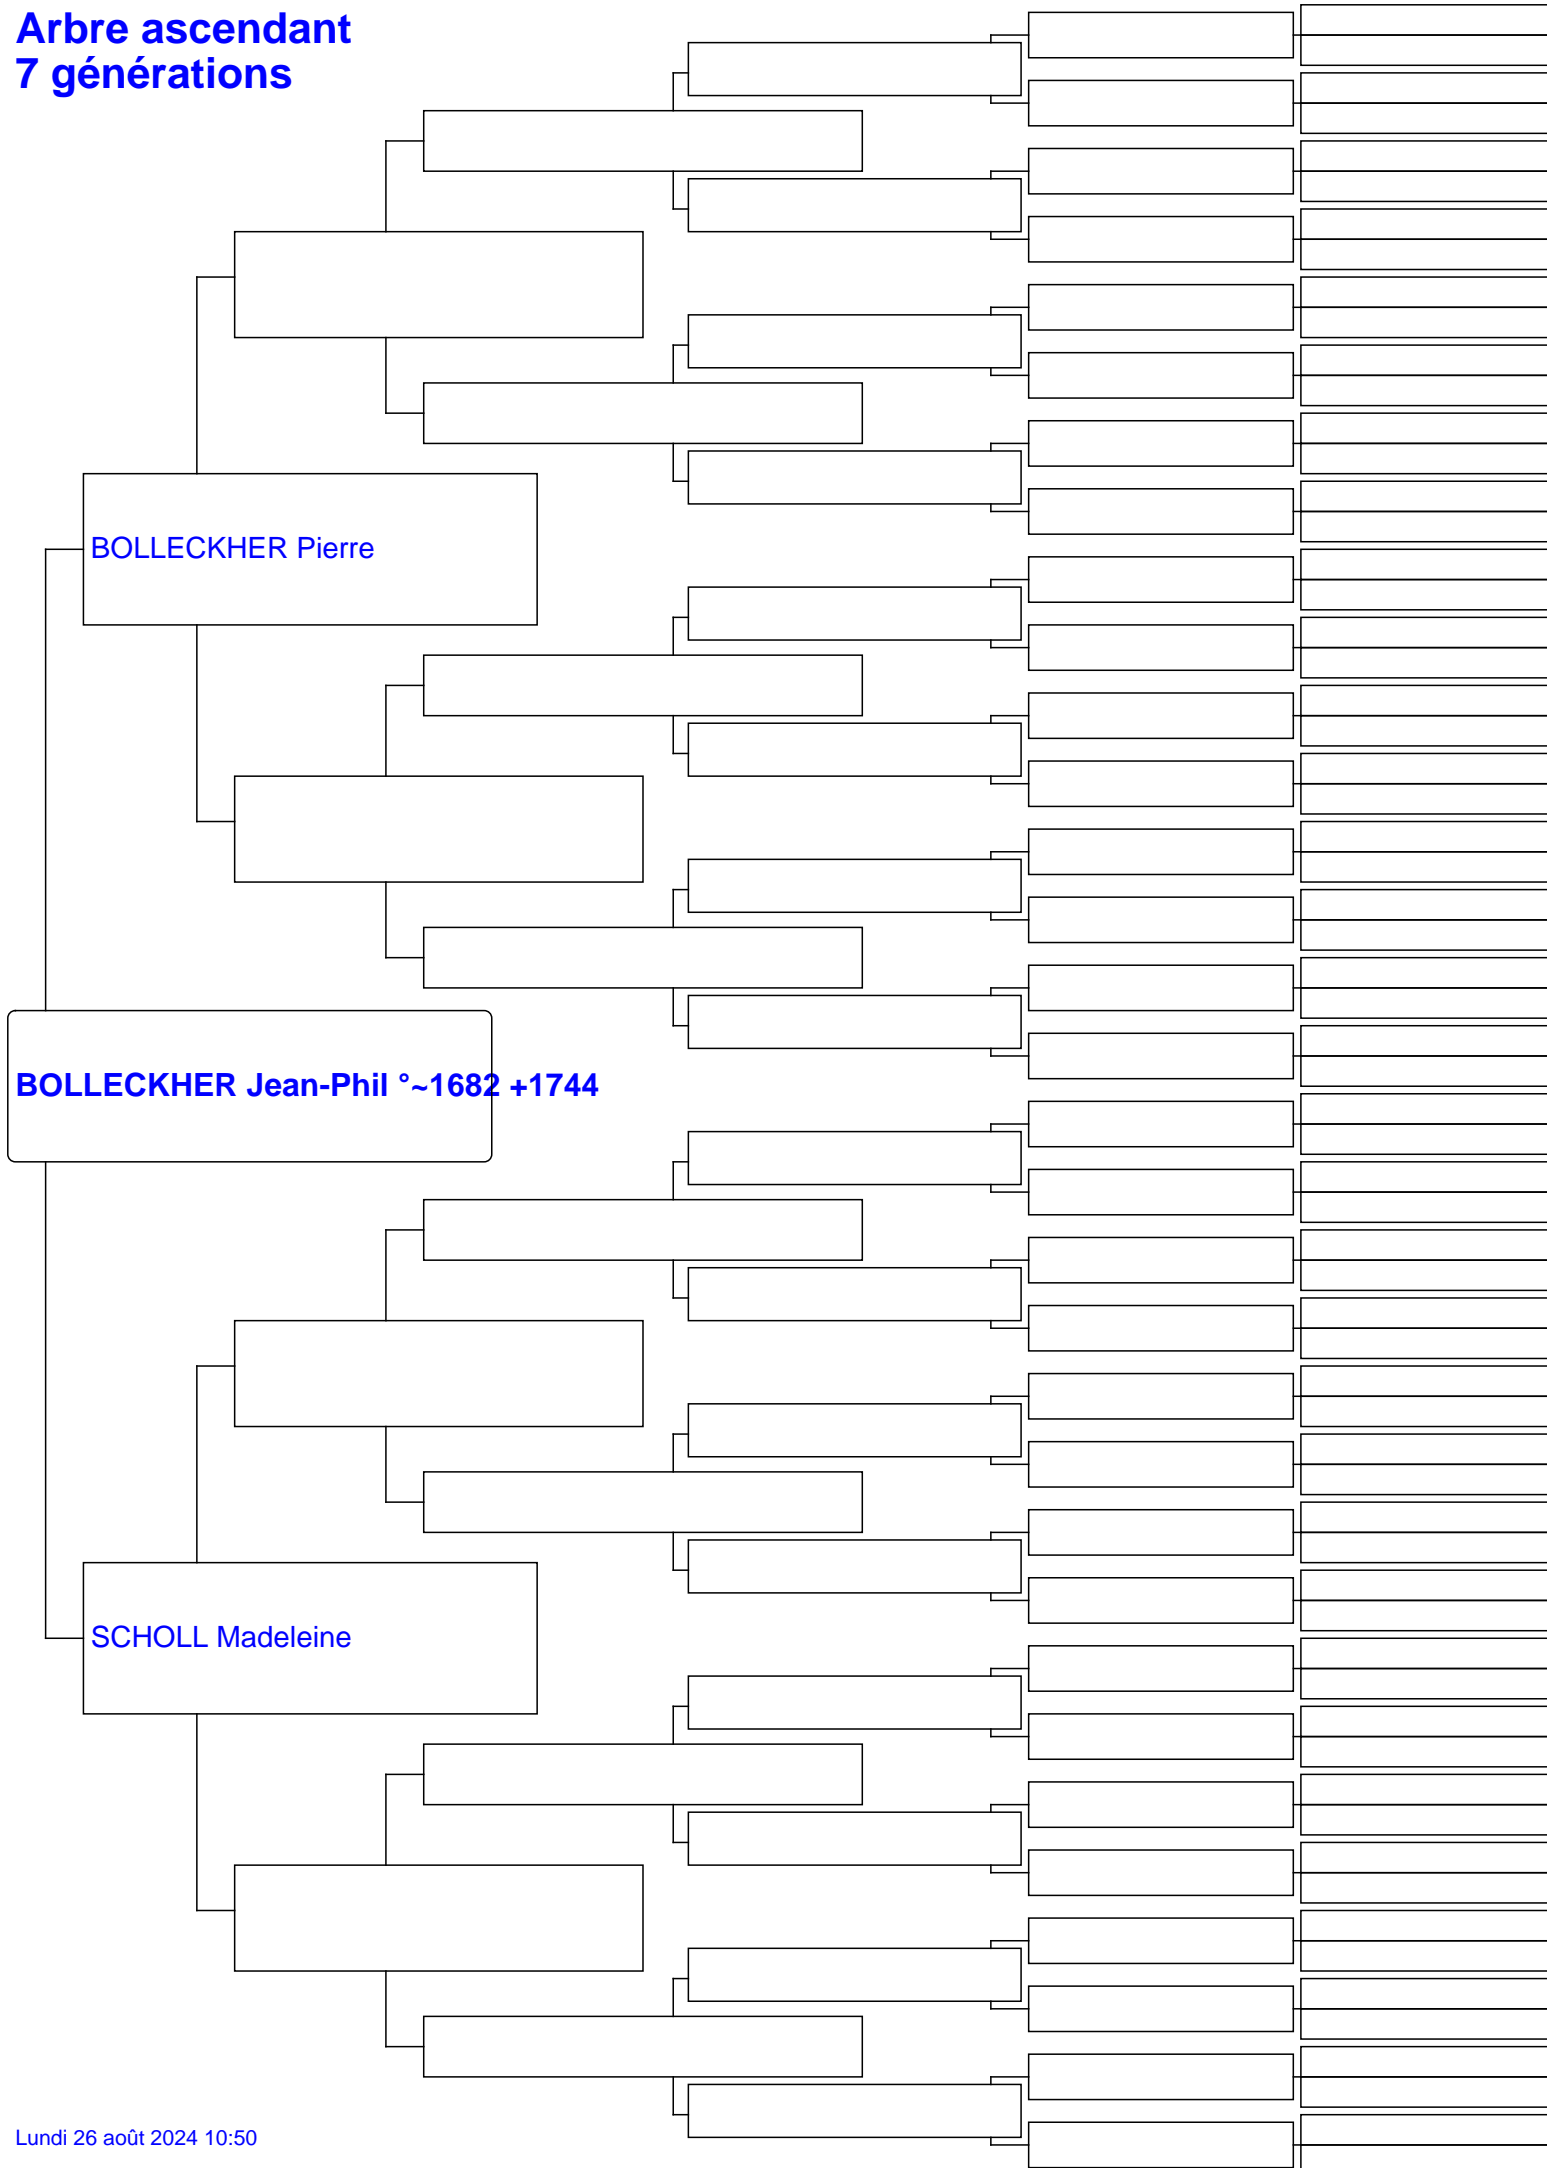 Arbre ascendant
7 générations
BOLLECKHER Pierre
BOLLECKHER Jean-Phil °~1682 +1744
SCHOLL Madeleine
Lundi 26 août 2024 10:50